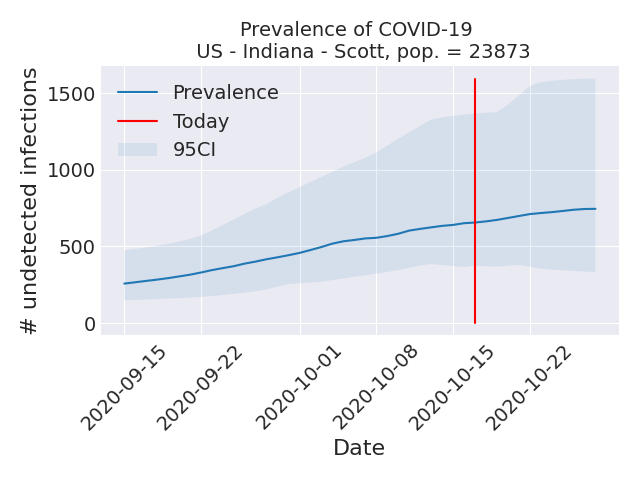 Prevalence of COVID-19
US - Indiana - Scott, pop. = 23873
# undetected infections
1500
1000
500
0
Prevalence
Today
95CI
2020-09-15
2020-09-22
2020-10-01
2020-10-08
2020-10-15
2020-10-22
Date